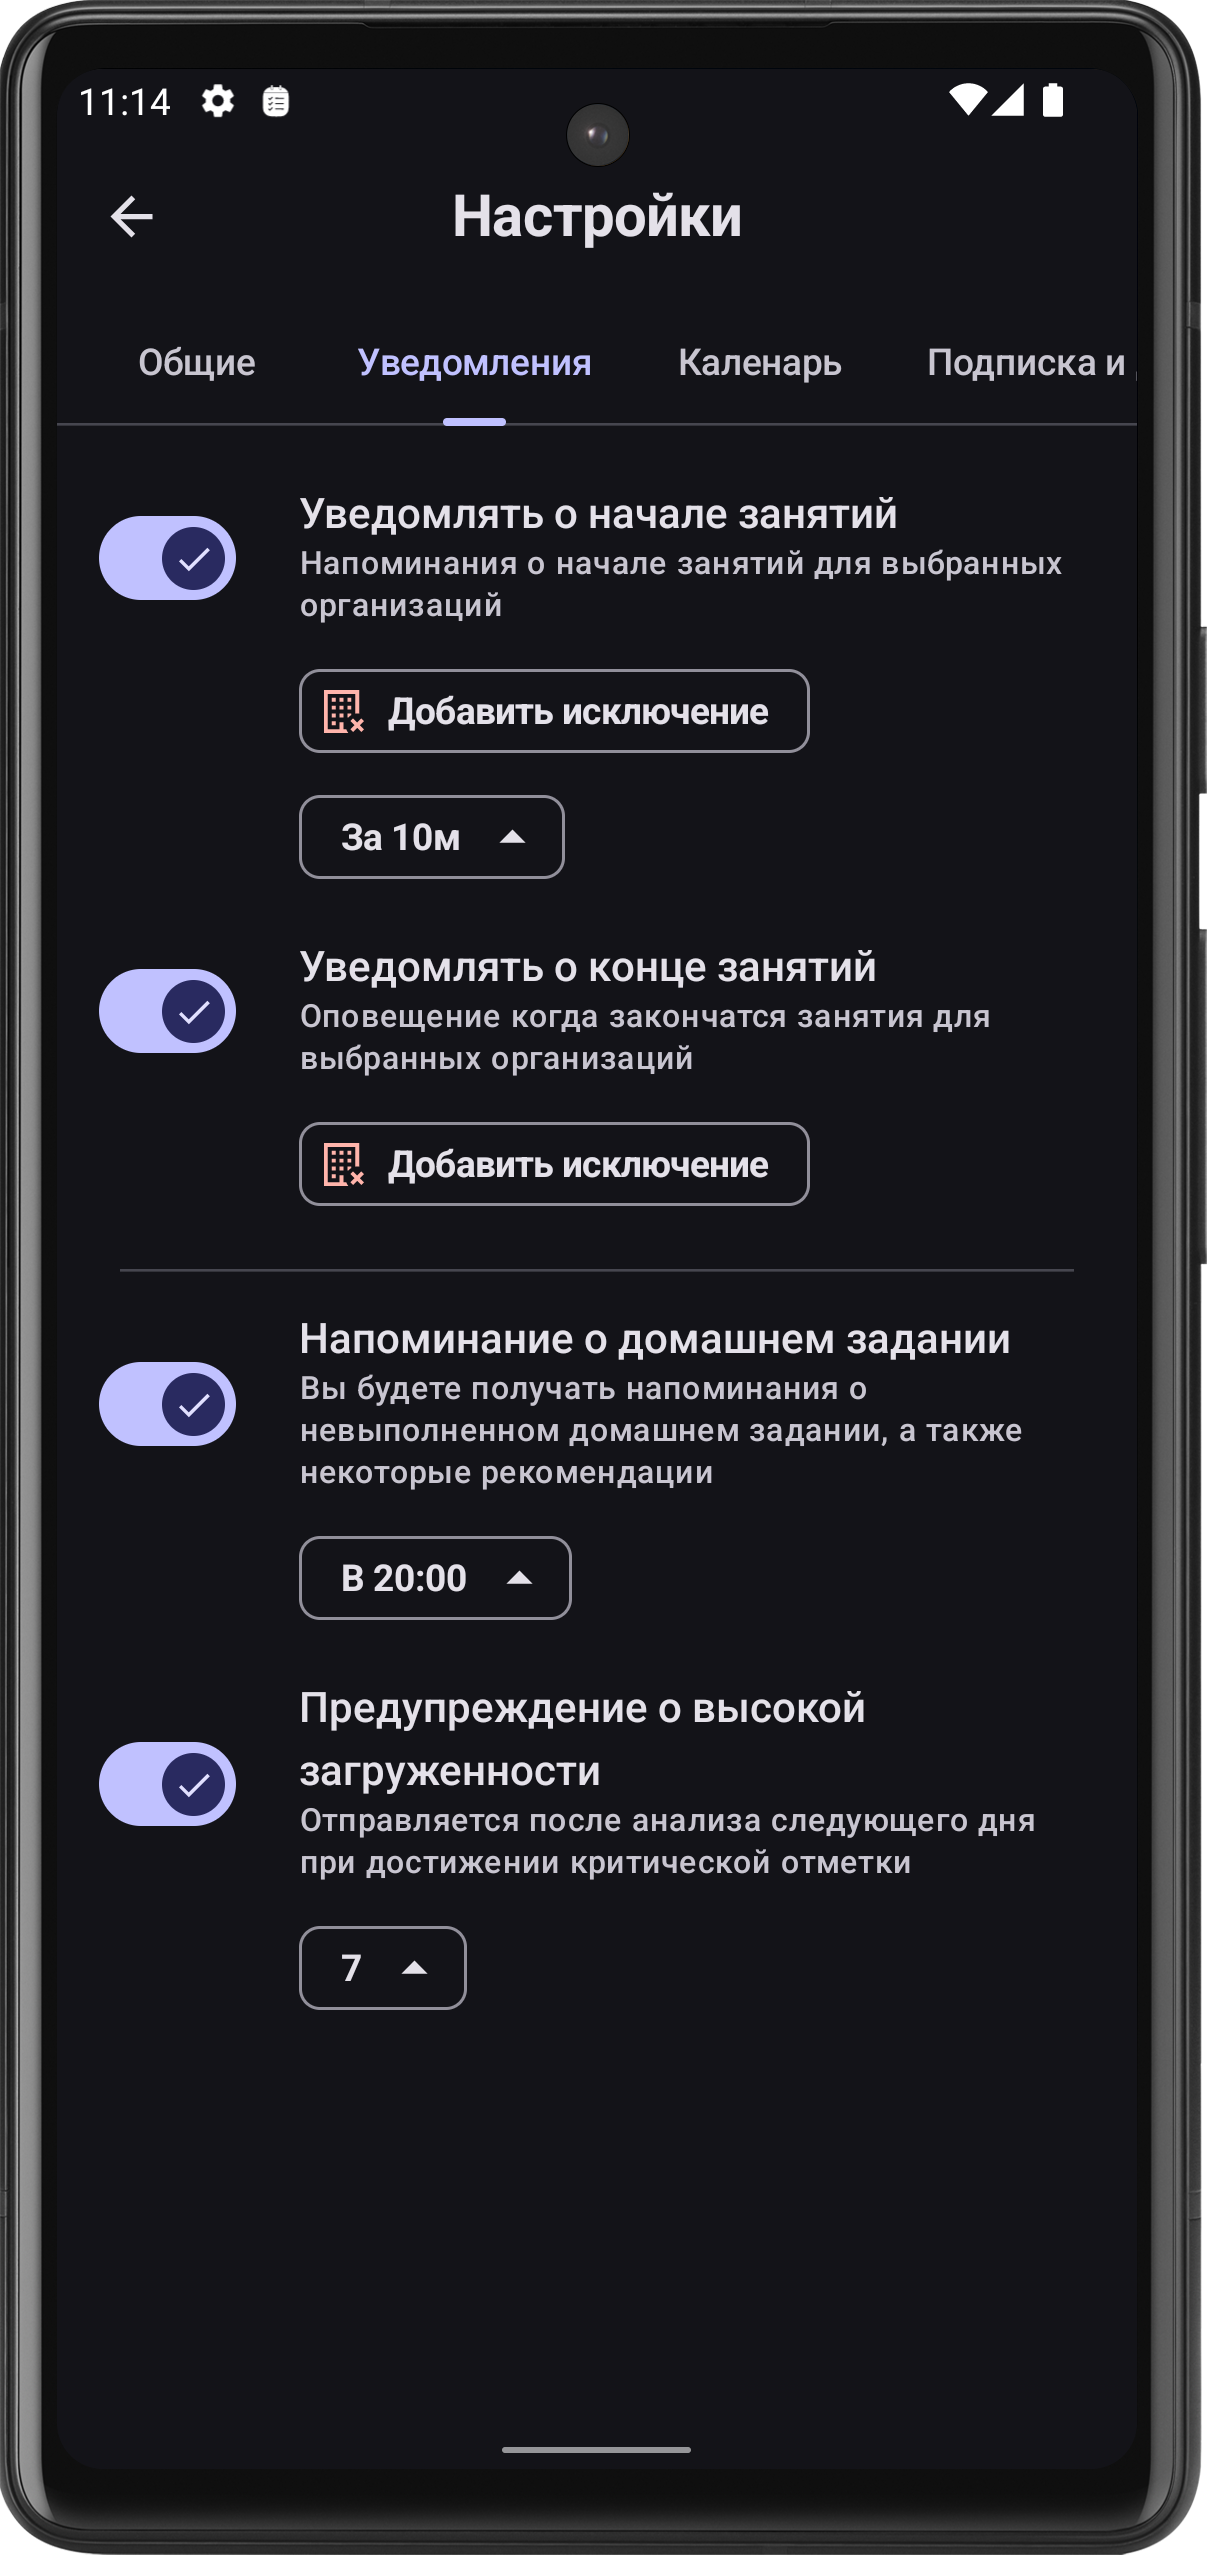 11:14
Настройки
Общие Уведомления Каленарь Подписка и
Уведомлять о начале занятий
Напоминания о начале занятий для выбранных
организаций
Добавить исключение
За 10м
Уведомлять о конце занятий
Оповещение когда закончатся занятия для
выбранных организаций
Добавить исключение
Напоминание о домашнем задании
Вы будете получать напоминания о
невыполненном домашнем задании, а также
некоторые рекомендации
В 20:00
Предупреждение о высокой
загруженности
Отправляется после анализа следующего дня
при достижении критической отметки
7